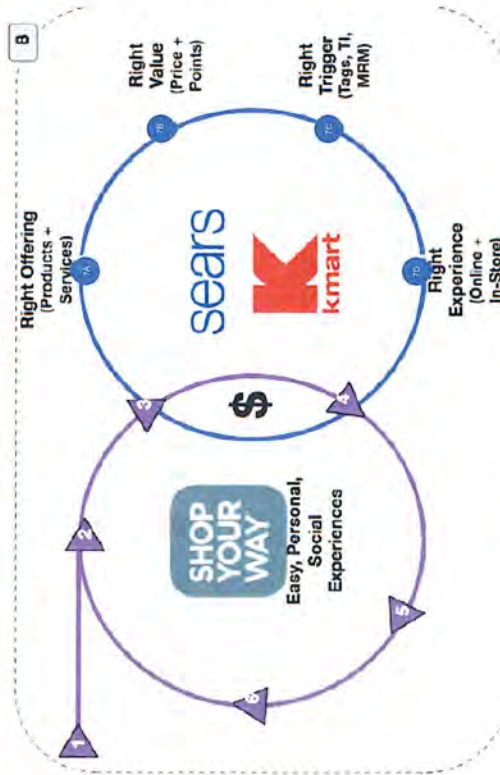 B
Right Offering
(Products +
Services)
7A
Right
Value
(Price +
Points)
7B
Right
Trigger
(Tags, TI,
MRM)
7C
Right
Experience
(Online +
In-Store)
7D
sears
K
kmart
$
SHOP
YOUR
WAY
Easy, Personal,
Social
Experiences
1
2
3
4
5
6